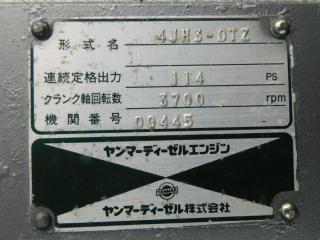 形式名 4JH3-DTZ
連続定格出力 114 PS
クランク軸回転数 3700 rpm
機関番号 00445
ヤンマーディーゼルエンジン
YANMAR
ヤンマーディーゼル株式会社